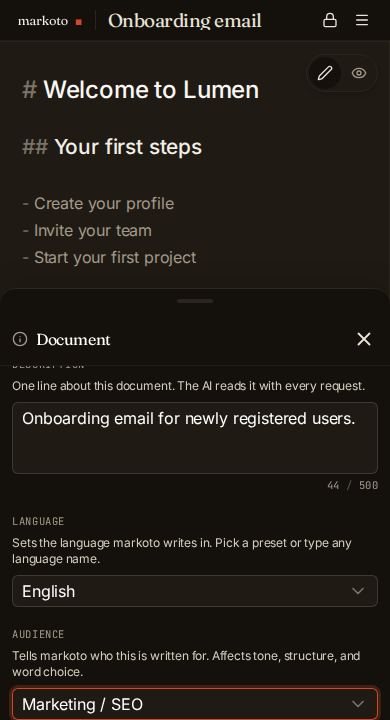 markoto
Onboarding email
# Welcome to Lumen
## Your first steps
- Create your profile
- Invite your team
- Start your first project
Document
DESCRIPTION
One line about this document. The AI reads it with every request.
Onboarding email for newly registered users.
44 / 500
LANGUAGE
Sets the language markoto writes in. Pick a preset or type any
language name.
English
AUDIENCE
Tells markoto who this is written for. Affects tone, structure, and
word choice.
Marketing / SEO